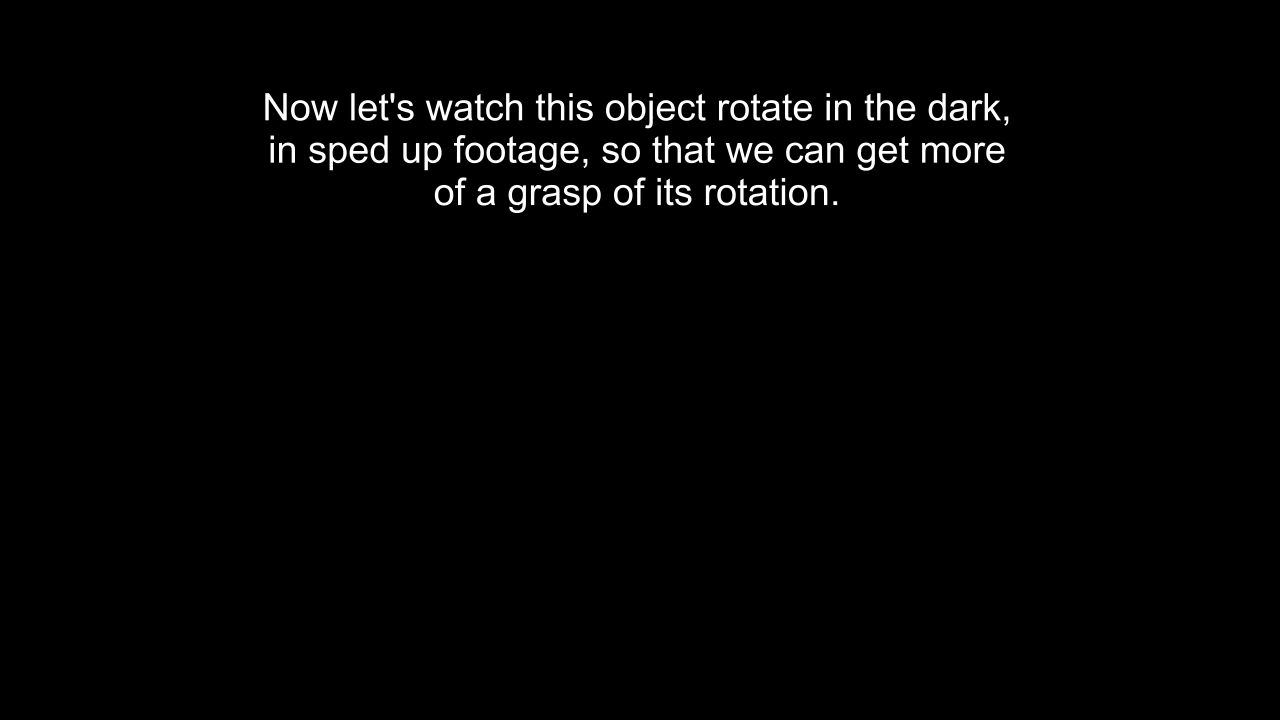 Now let's watch this object rotate in the dark,
in sped up footage, so that we can get more
of a grasp of its rotation.